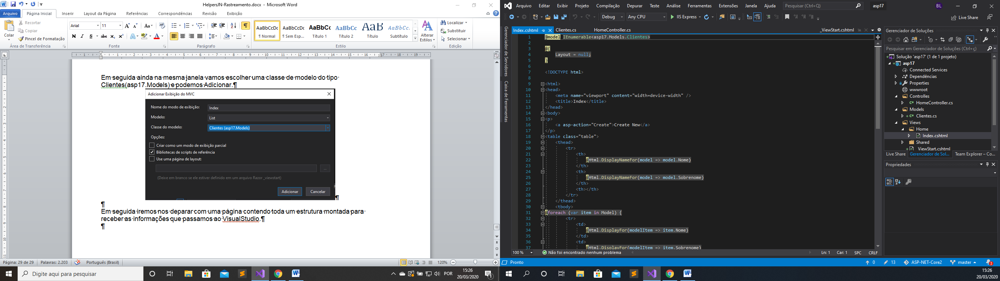 HelpersJN-Rastreamento.docx - Microsoft Word
Arquivo Página Inicial Inserir Layout da Página Referências Correspondências Revisão Exibição
Colar
Recortar
Copiar
Pincel de Formatação
Área de Transferência
Arial 11
N I S abc x₂ x²
Fonte
Parágrafo
AaBbCcDc AaBbCcDc AaBbCc AaBbCc AaB AaBbCc.
¶ Normal ¶ Sem Esp... Título 1 Título 2 Título Subtítulo
Alterar Estilos
Estilo
Localizar
Substituir
Selecionar
Edição
Em seguida ainda na mesma janela vamos escolher uma classe de modelo do tipo
Clientes(asp17.Models) e podemos Adicionar.¶
Adicionar Exibição do MVC
Nome do modo de exibição: Index
Modelo: List
Classe do modelo: Clientes (asp17.Models)
Opções:
Criar como um modo de exibição parcial
Bibliotecas de scripts de referência
Use uma página de layout:
...
(Deixe em branco se ele estiver definido em um arquivo Razor _viewstart)
Adicionar Cancelar
¶
¶
Em seguida iremos nos deparar com uma página contendo toda um estrutura montada para
receber as informações que passamos ao VisualStudio.¶
¶
Página: 29 de 29 Palavras: 2.203 Português (Brasil) 120%
Digite aqui para pesquisar
POR
15:26
20/03/2020
1
Arquivo Editar Exibir Projeto Compilação Depurar Teste Análise Ferramentas Extensões Janela Ajuda Pesquisar (Ctrl+Q) asp17 BL
Debug Any CPU IIS Express Live Share
Gerenciador de Servidores
Caixa de Ferramentas
Index.cshtml Clientes.cs HomeController.cs _ViewStart.cshtml
1 @model IEnumerable<asp17.Models.Clientes>
2
3 @{
4 Layout = null;
5 }
6
7 <!DOCTYPE html>
8
9 <html>
10 <head>
11 <meta name="viewport" content="width=device-width" />
12 <title>Index</title>
13 </head>
14 <body>
15 <p>
16 <a asp-action="Create">Create New</a>
17 </p>
18 <table class="table">
19 <thead>
20 <tr>
21 <th>
22 @Html.DisplayNameFor(model => model.Nome)
23 </th>
24 <th>
25 @Html.DisplayNameFor(model => model.Sobrenome)
26 </th>
27 <th></th>
28 </tr>
29 </thead>
30 <tbody>
31 @foreach (var item in Model) {
32 <tr>
33 <td>
34 @Html.DisplayFor(modelItem => item.Nome)
35 </td>
36 <td>
37 @Html.DisplayFor(modelItem => item.Sobrenome)
100 % Não foi encontrado nenhum problema Ln: 1 Car: 1 SPC CRLF
Gerenciador de Soluções
Pesquisar em Gerenciador de Soluções (Ctrl+ç)
Solução 'asp17' (1 de 1 projeto)
asp17
Connected Services
Dependências
Properties
wwwroot
Controlles
HomeController.cs
Models
Clientes.cs
Views
Home
Index.cshtml
Shared
_ViewStart.cshtml
Live Share Gerenciador de Sol... Team Explorer – Co...
Propriedades
Pronto 0 13 ASP-NET-Core2 master 3
15:26
20/03/2020